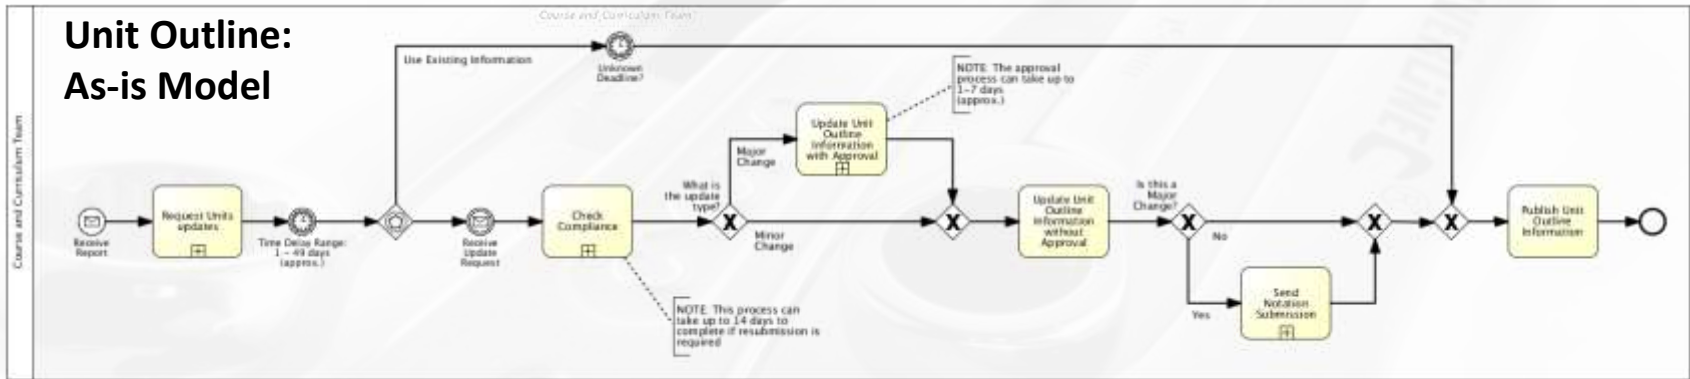 Unit Outline:
As-is Model
Course and Curriculum Team
Course and Curriculum Team
Use Existing Information
Unknown
Deadline?
NOTE: The approval
process can take up to
1-7 days
(approx.)
Update Unit
Outline
Information
with Approval
Major
Change
What is
the update
type?
Minor
Change
Receive
Report
Request Units
updates
Time Delay Range:
1 - 49 days
(approx.)
Receive
Update
Request
Check
Compliance
NOTE: This process can
take up to 14 days to
complete if resubmission is
required
Update Unit
Outline
Information
without
Approval
Is this a
Major
Change?
No
Yes
Send
Notation
Submission
Publish Unit
Outline
Information